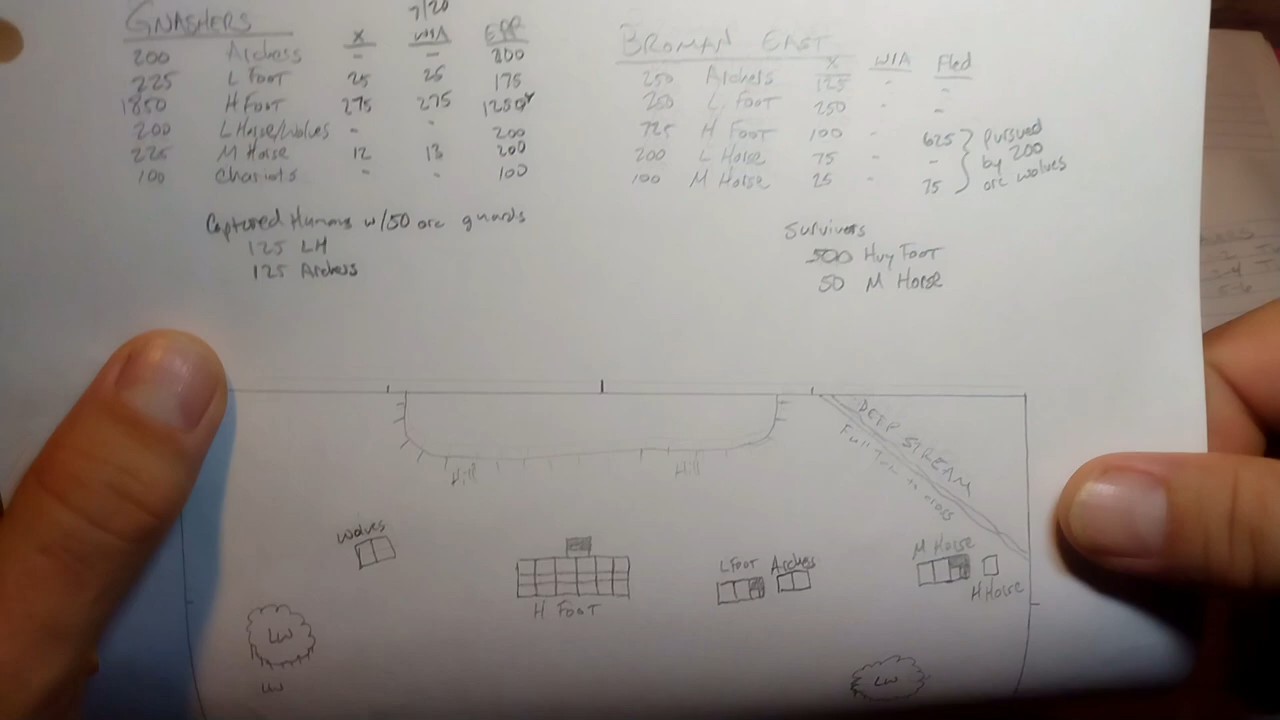 7/20
GNASHERS X WIA EPP
200 Archers - - 200
225 L Foot 25 25 175
1850 H Foot 275 275 1250
200 L Horse/Wolves - - 200
225 M Horse 12 13 200
100 Chariots - - 100
Captured Humans w/50 orc guards
125 LH
125 Archers
BROMAN EAST
X WIA Fled
250 Archers 125 - -
250 L Foot 250 - -
725 H Foot 100 - 625
200 L Horse 75 - -
100 M Horse 25 - 75
} pursued
by 200
orc wolves
Survivers
500 Hvy Foot
50 M Horse
Hill Hill
DEEP STREAM
Full Turn to cross
Wolves
H FOOT
L Foot Archers
M Horse
H Horse
LW
LW
LW